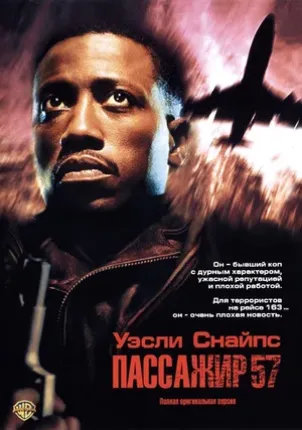 Он – бывший коп
с дурным характером,
ужасной репутацией
и плохой работой.
Для террористов
на рейсе 163 ...
он – очень плохая новость.
Уэсли Снайпс
ПАССАЖИР 57
Полная оригинальная версия
WB